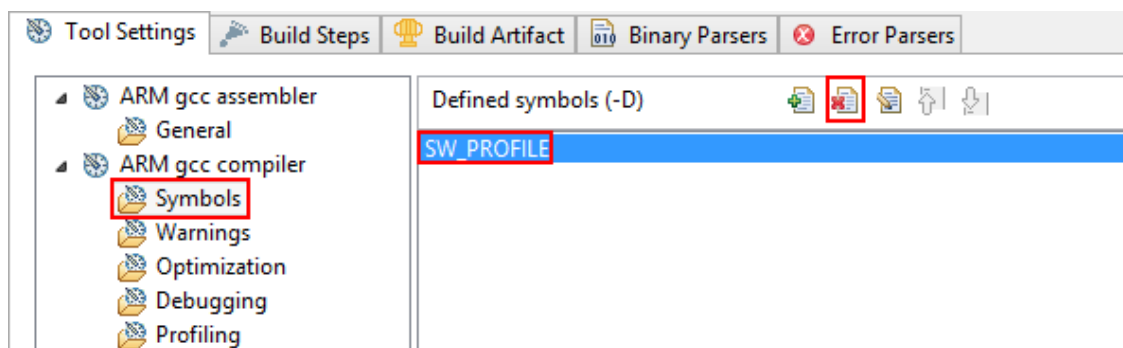 Tool Settings Build Steps Build Artifact 010 Binary Parsers Error Parsers
ARM gcc assembler
General
ARM gcc compiler
Symbols
Warnings
Optimization
Debugging
Profiling
Defined symbols (-D)
SW_PROFILE